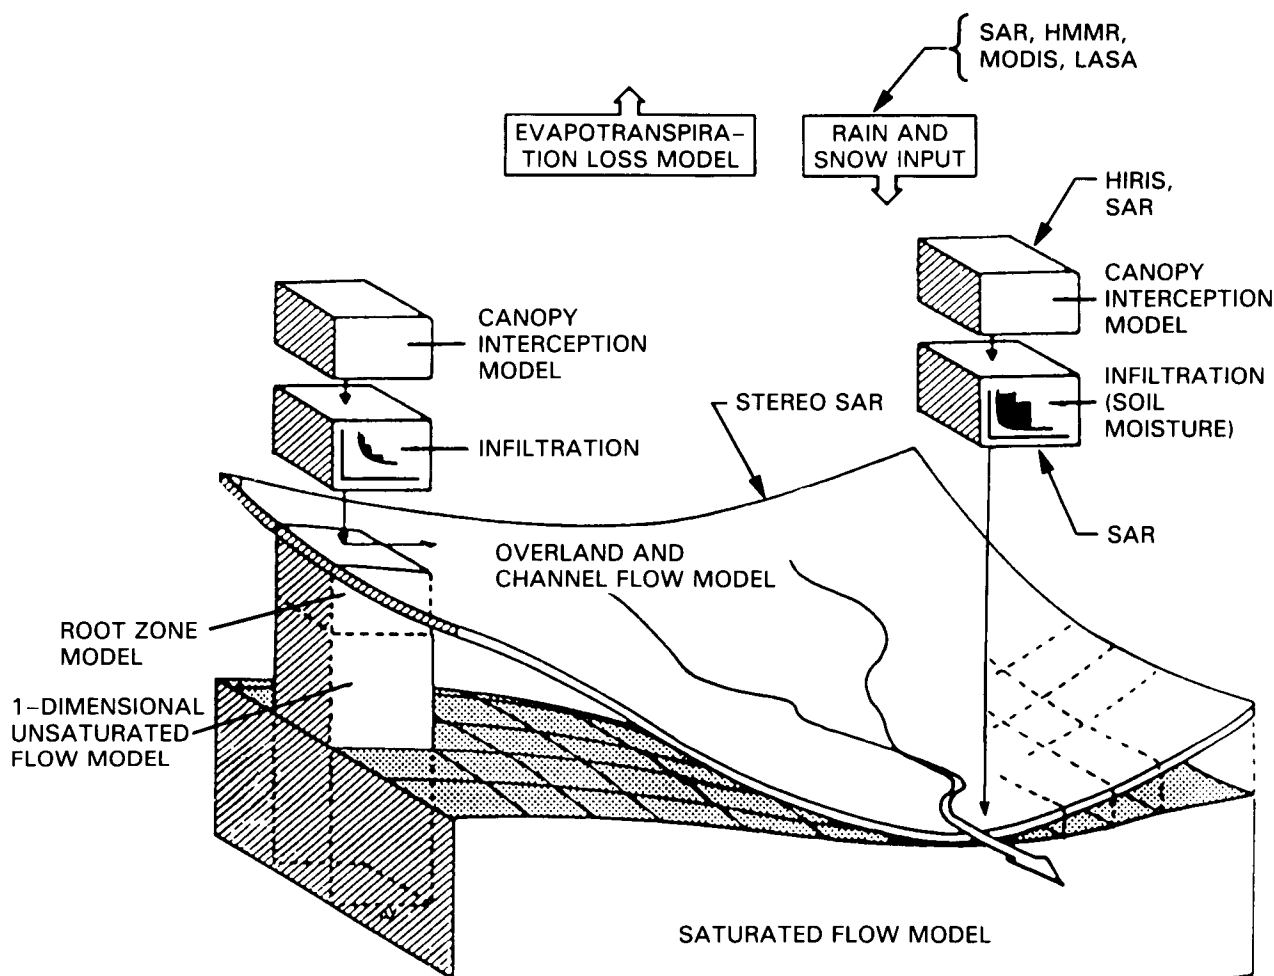 SAR, HMMR,
MODIS, LASA
EVAPOTRANSPIRA-
TION LOSS MODEL
RAIN AND
SNOW INPUT
HIRIS,
SAR
CANOPY
INTERCEPTION
MODEL
CANOPY
INTERCEPTION
MODEL
INFILTRATION
(SOIL
MOISTURE)
STEREO SAR
INFILTRATION
SAR
OVERLAND AND
CHANNEL FLOW MODEL
ROOT ZONE
MODEL
1-DIMENSIONAL
UNSATURATED
FLOW MODEL
SATURATED FLOW MODEL